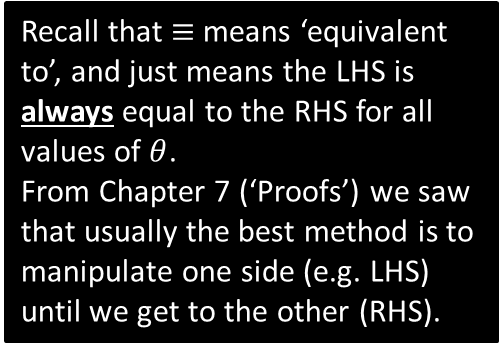 Recall that ≡ means ‘equivalent
to’, and just means the LHS is
always equal to the RHS for all
values of 𝜃.
From Chapter 7 (‘Proofs’) we saw
that usually the best method is to
manipulate one side (e.g. LHS)
until we get to the other (RHS).